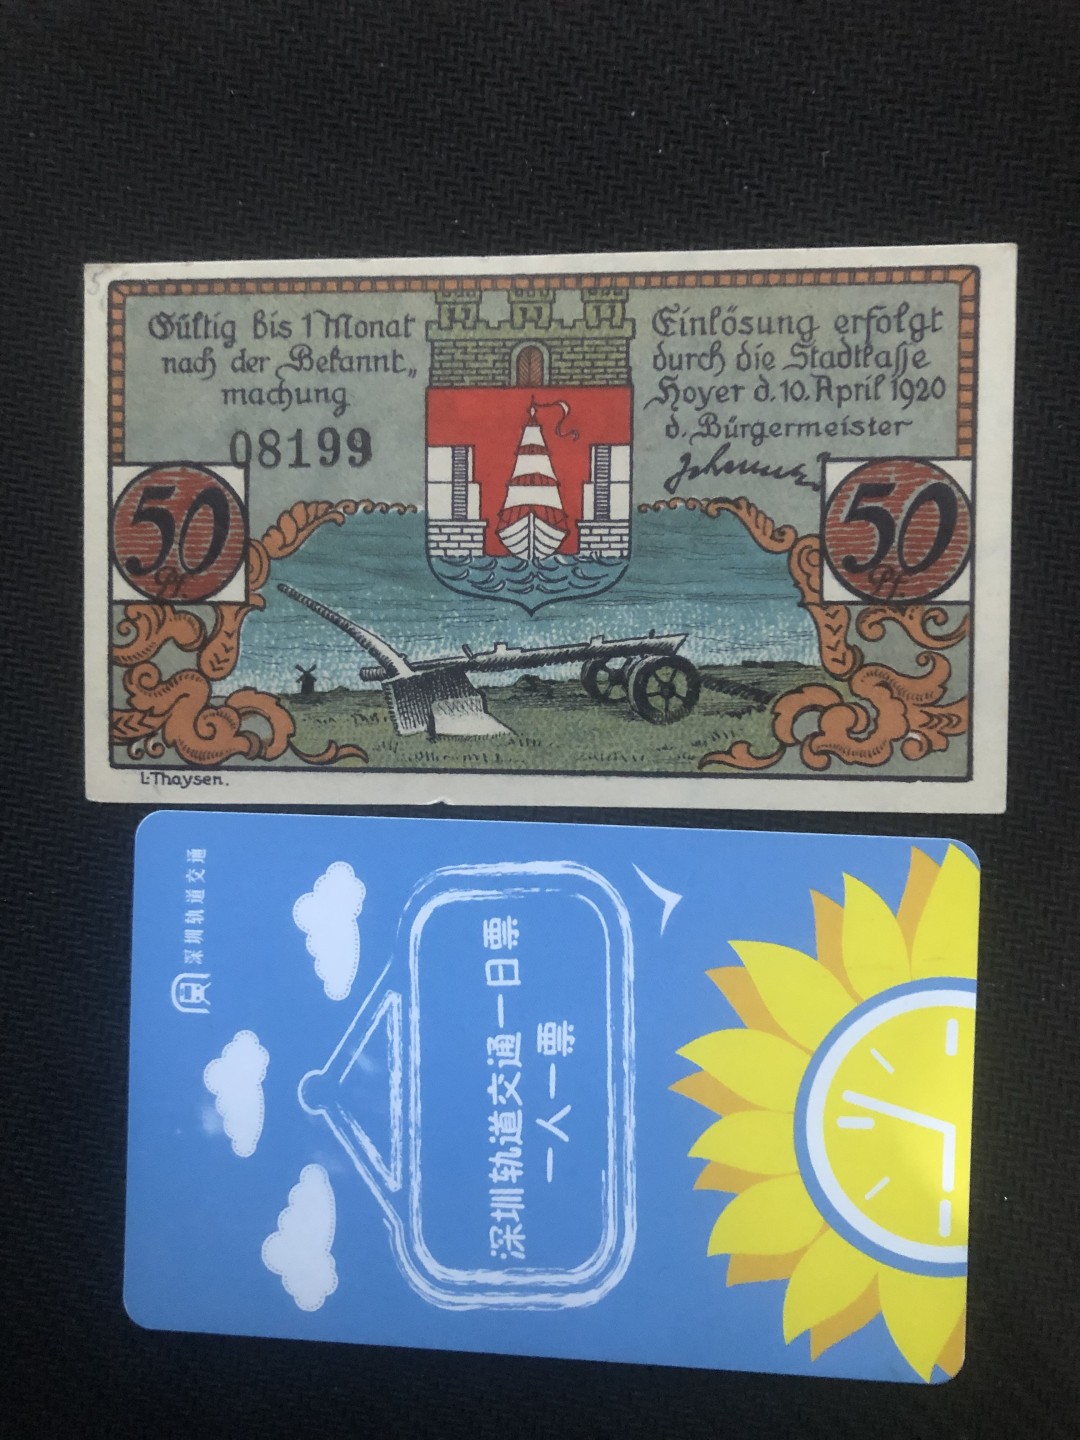 Gültig bis 1 Monat
nach der Bekannt„
machung
08199
Einlösung erfolgt
durch die Stadtkasse
Hoyer d. 10. April 1920
d. Bürgermeister
50
Pf.
50
Pf.
L.Thaysen.
深圳轨道交通
深圳轨道交通一日票
一人一票